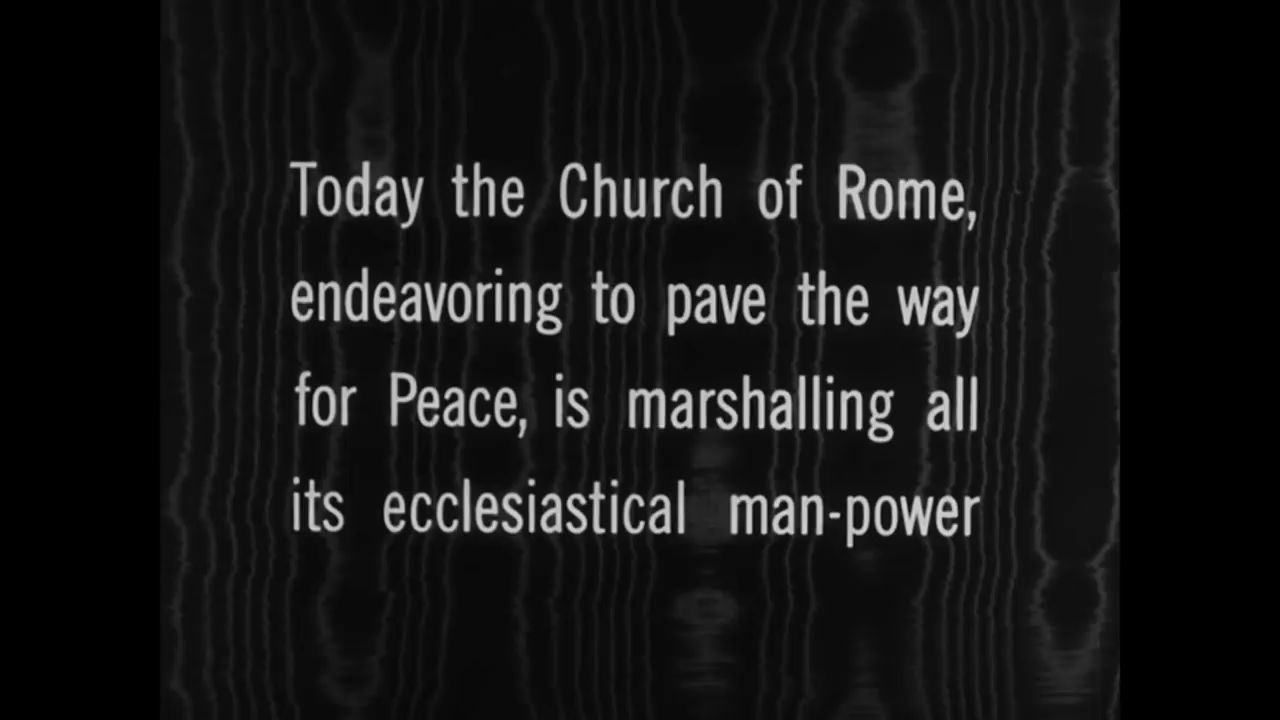 Today the Church of Rome,
endeavoring to pave the way
for Peace, is marshalling all
its ecclesiastical man-power